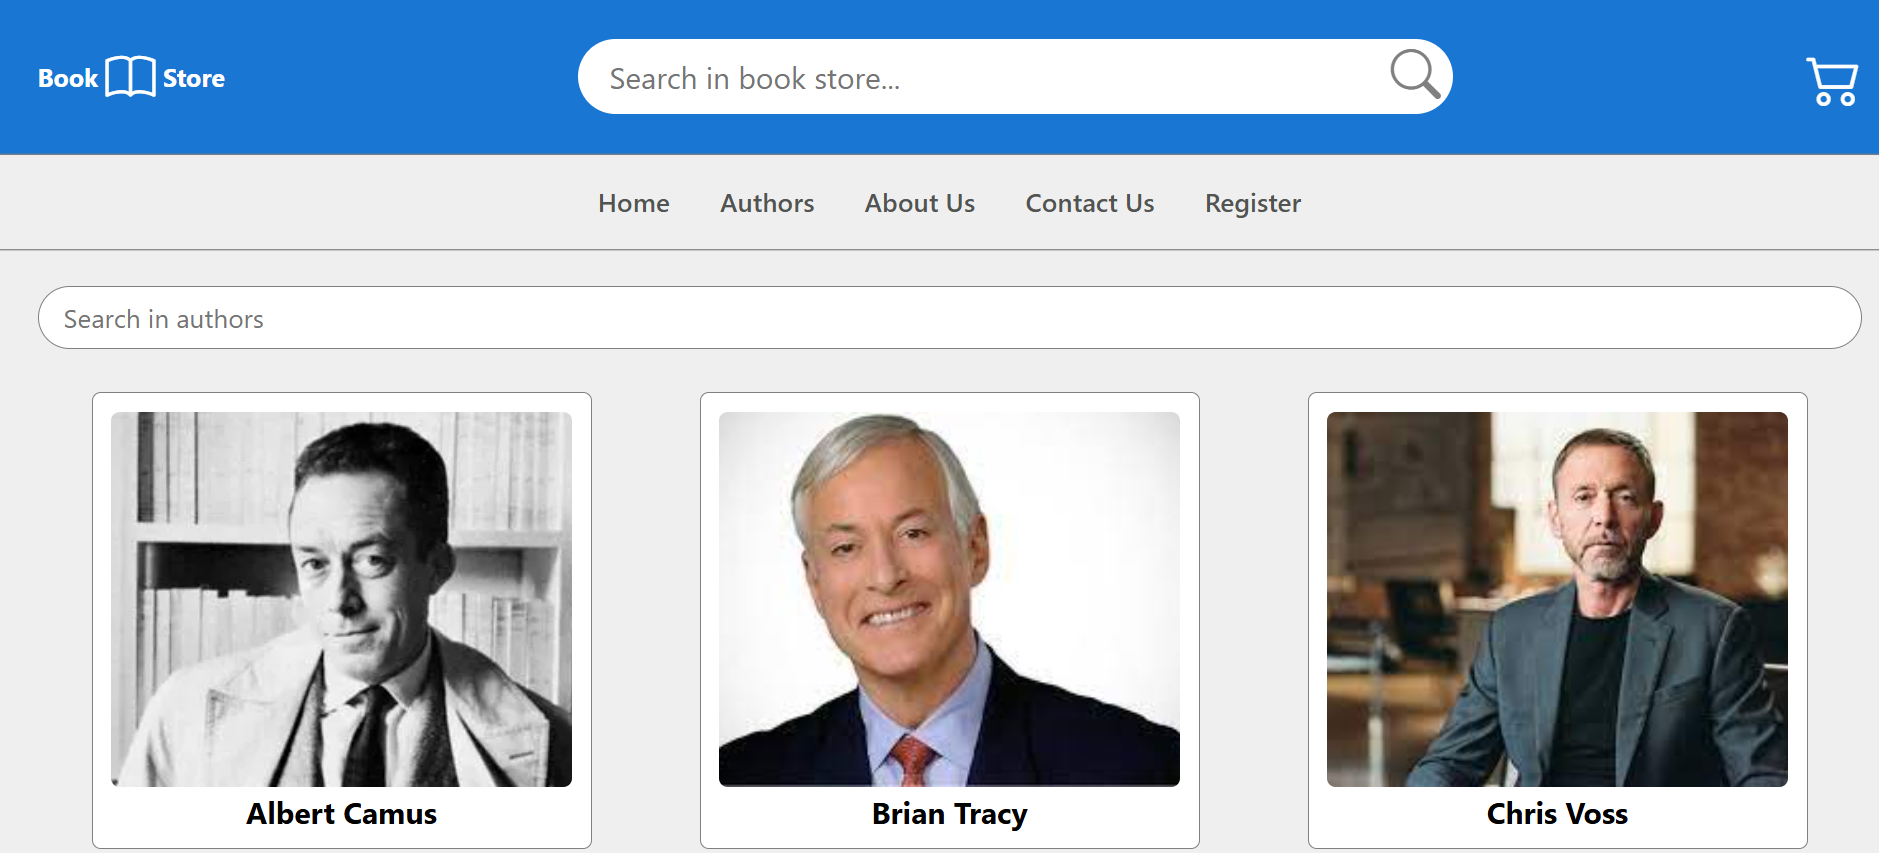 Book Store
Search in book store...
Home Authors About Us Contact Us Register
Search in authors
Albert Camus
Brian Tracy
Chris Voss